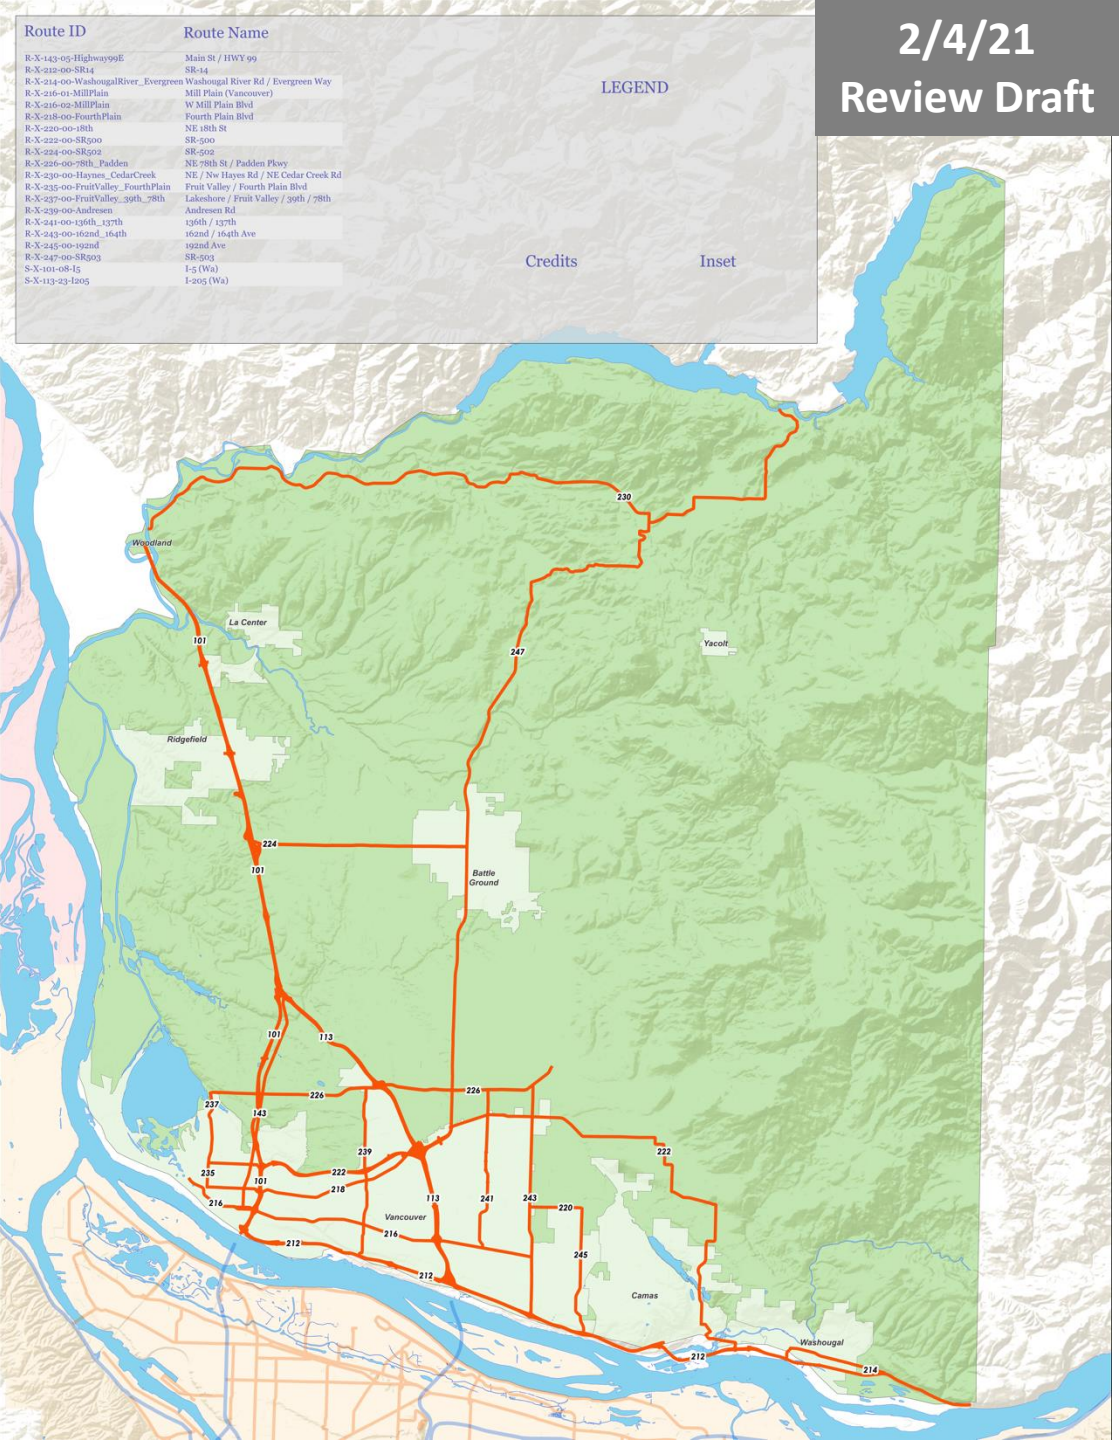 2/4/21
Review Draft
Route ID Route Name
R-X-143-05-Highway99E Main St / HWY 99
R-X-212-00-SR14 SR-14
R-X-214-00-WashougalRiver_Evergreen Washougal River Rd / Evergreen Way
R-X-216-01-MillPlain Mill Plain (Vancouver)
R-X-216-02-MillPlain W Mill Plain Blvd
R-X-218-00-FourthPlain Fourth Plain Blvd
R-X-220-00-18th NE 18th St
R-X-222-00-SR500 SR-500
R-X-224-00-SR502 SR-502
R-X-226-00-78th_Padden NE 78th St / Padden Pkwy
R-X-230-00-Haynes_CedarCreek NE / Nw Hayes Rd / NE Cedar Creek Rd
R-X-235-00-FruitValley_FourthPlain Fruit Valley / Fourth Plain Blvd
R-X-237-00-FruitValley_39th_78th Lakeshore / Fruit Valley / 39th / 78th
R-X-239-00-Andresen Andresen Rd
R-X-241-00-136th_137th 136th / 137th
R-X-243-00-162nd_164th 162nd / 164th Ave
R-X-245-00-192nd 192nd Ave
R-X-247-00-SR503 SR-503
S-X-101-08-I5 I-5 (Wa)
S-X-113-23-I205 I-205 (Wa)
LEGEND
Credits Inset
230
Woodland
La Center
101
Yacolt
247
Ridgefield
224
101
Battle
Ground
101
113
226
226
237
143
239
222
235
222
101
218
216
113
241
243
220
Vancouver
216
212
245
212
Camas
Washougal
212
214